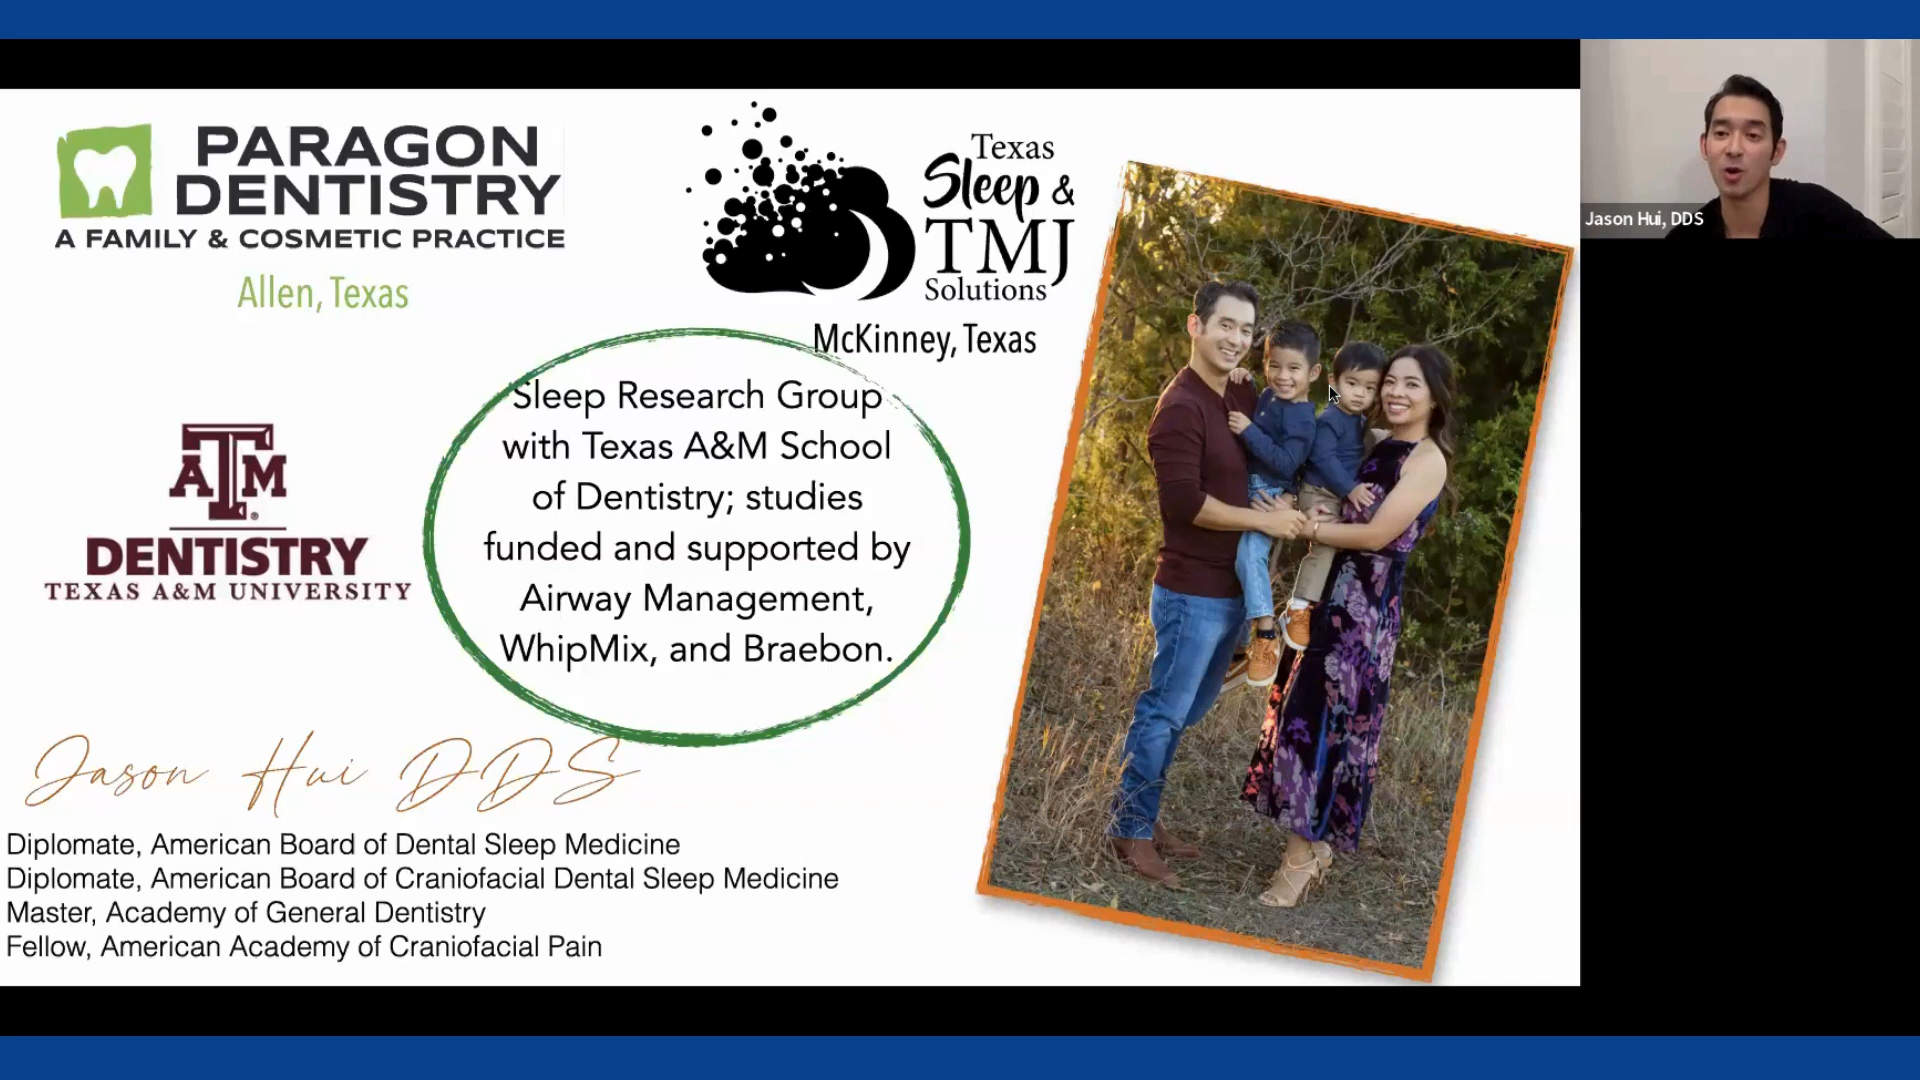 PARAGON
DENTISTRY
A FAMILY & COSMETIC PRACTICE
Allen, Texas
Texas
Sleep &
TMJ
Solutions
McKinney, Texas
Jason Hui, DDS
Sleep Research Group
with Texas A&M School
of Dentistry; studies
funded and supported by
Airway Management,
WhipMix, and Braebon.
ATM
DENTISTRY
TEXAS A&M UNIVERSITY
Jason Hui DDS
Diplomate, American Board of Dental Sleep Medicine
Diplomate, American Board of Craniofacial Dental Sleep Medicine
Master, Academy of General Dentistry
Fellow, American Academy of Craniofacial Pain